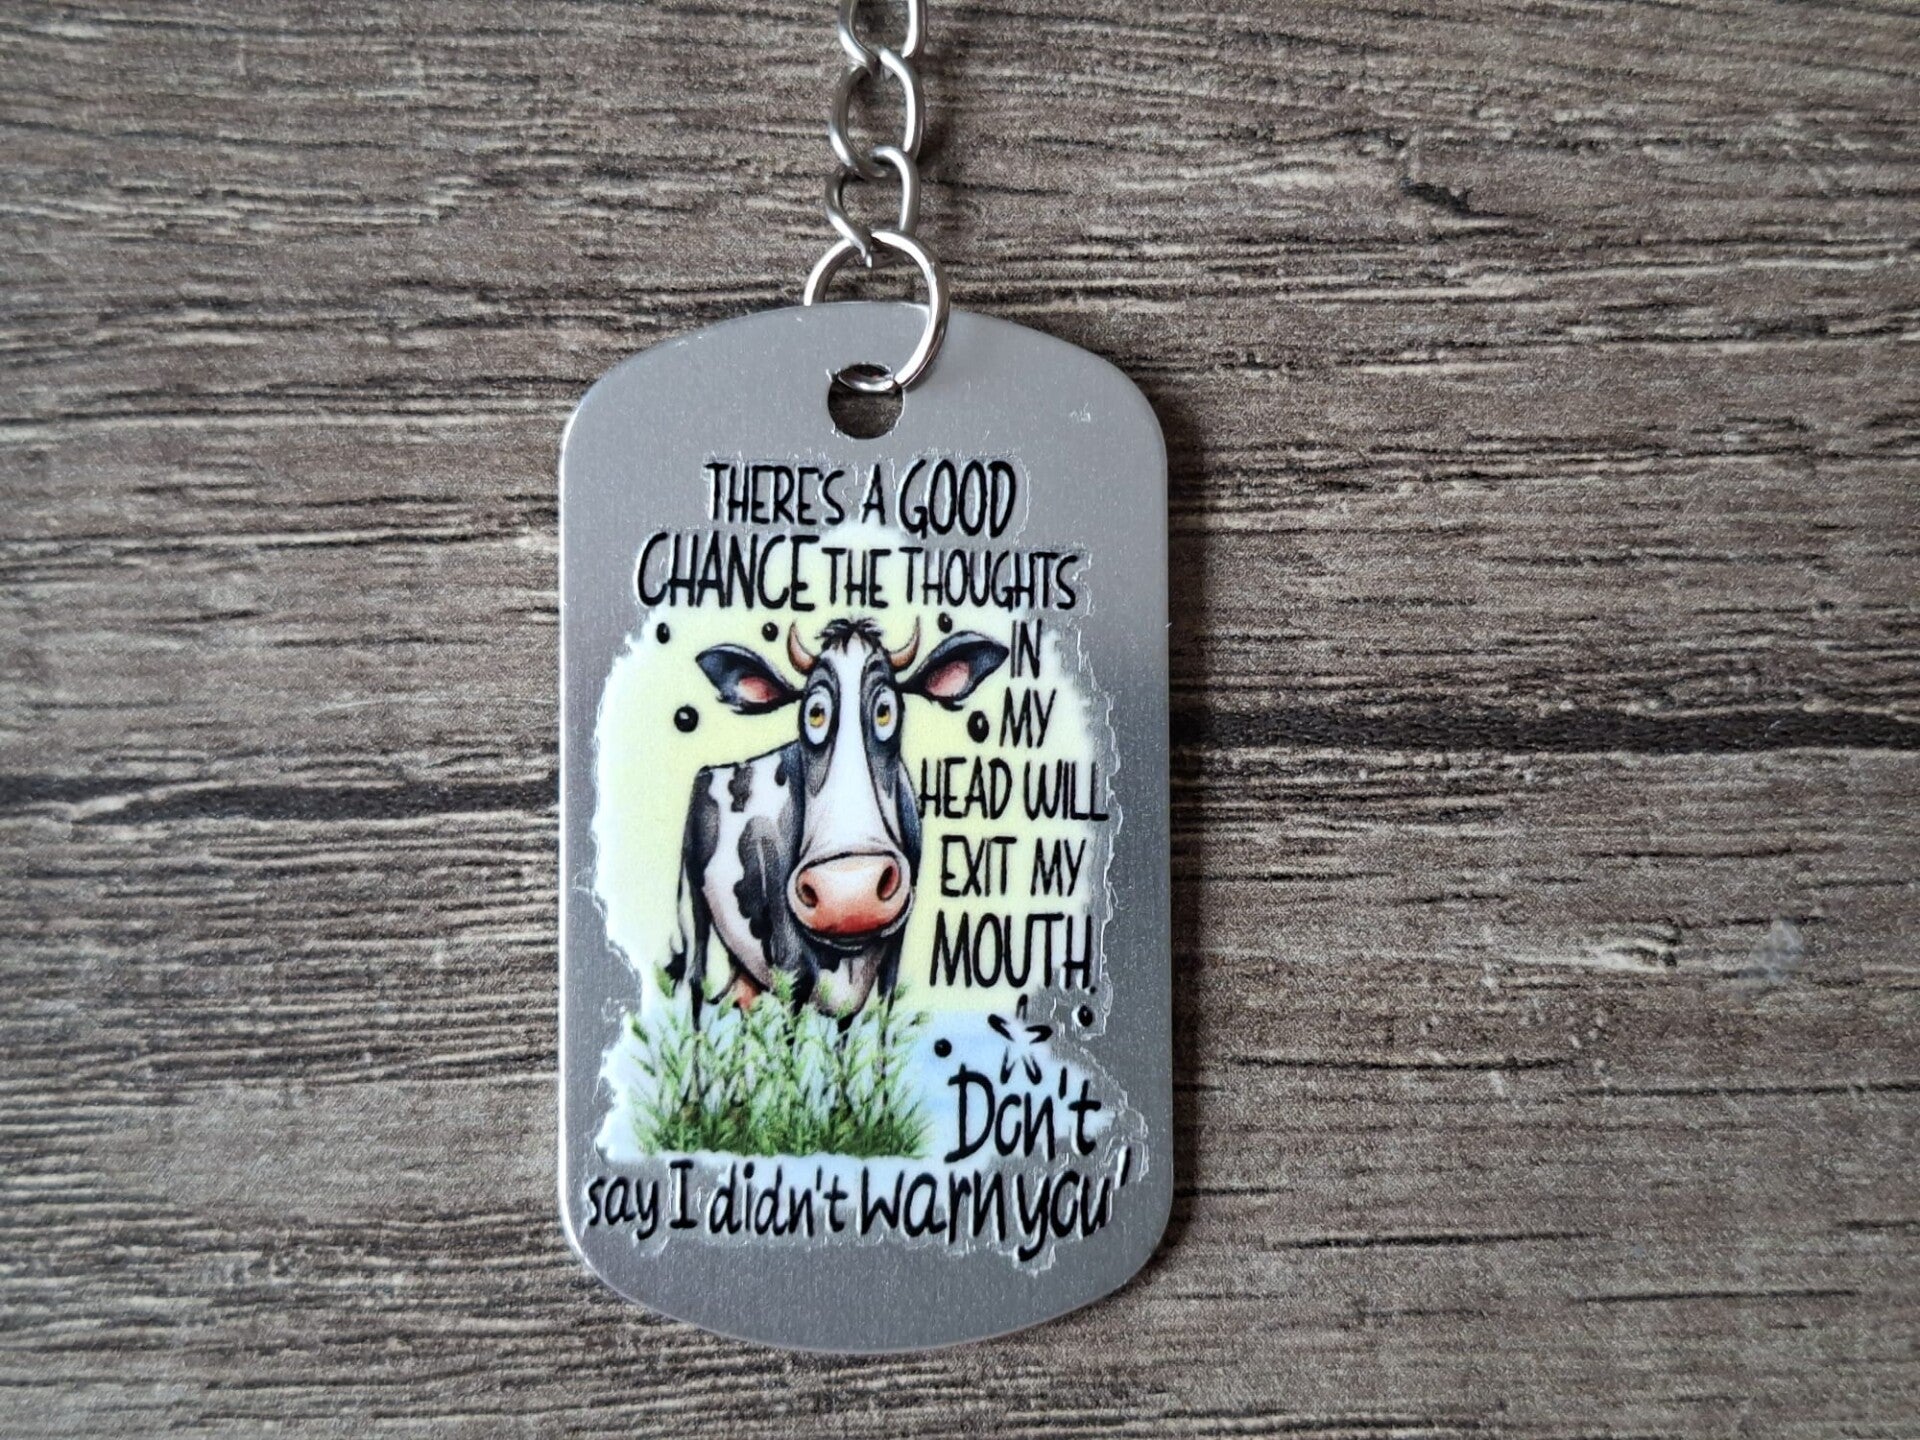 THERE'S A GOOD
CHANCE THE THOUGHTS
IN
MY
HEAD WILL
EXIT MY
MOUTH.
Don't
say I didn't warn you'